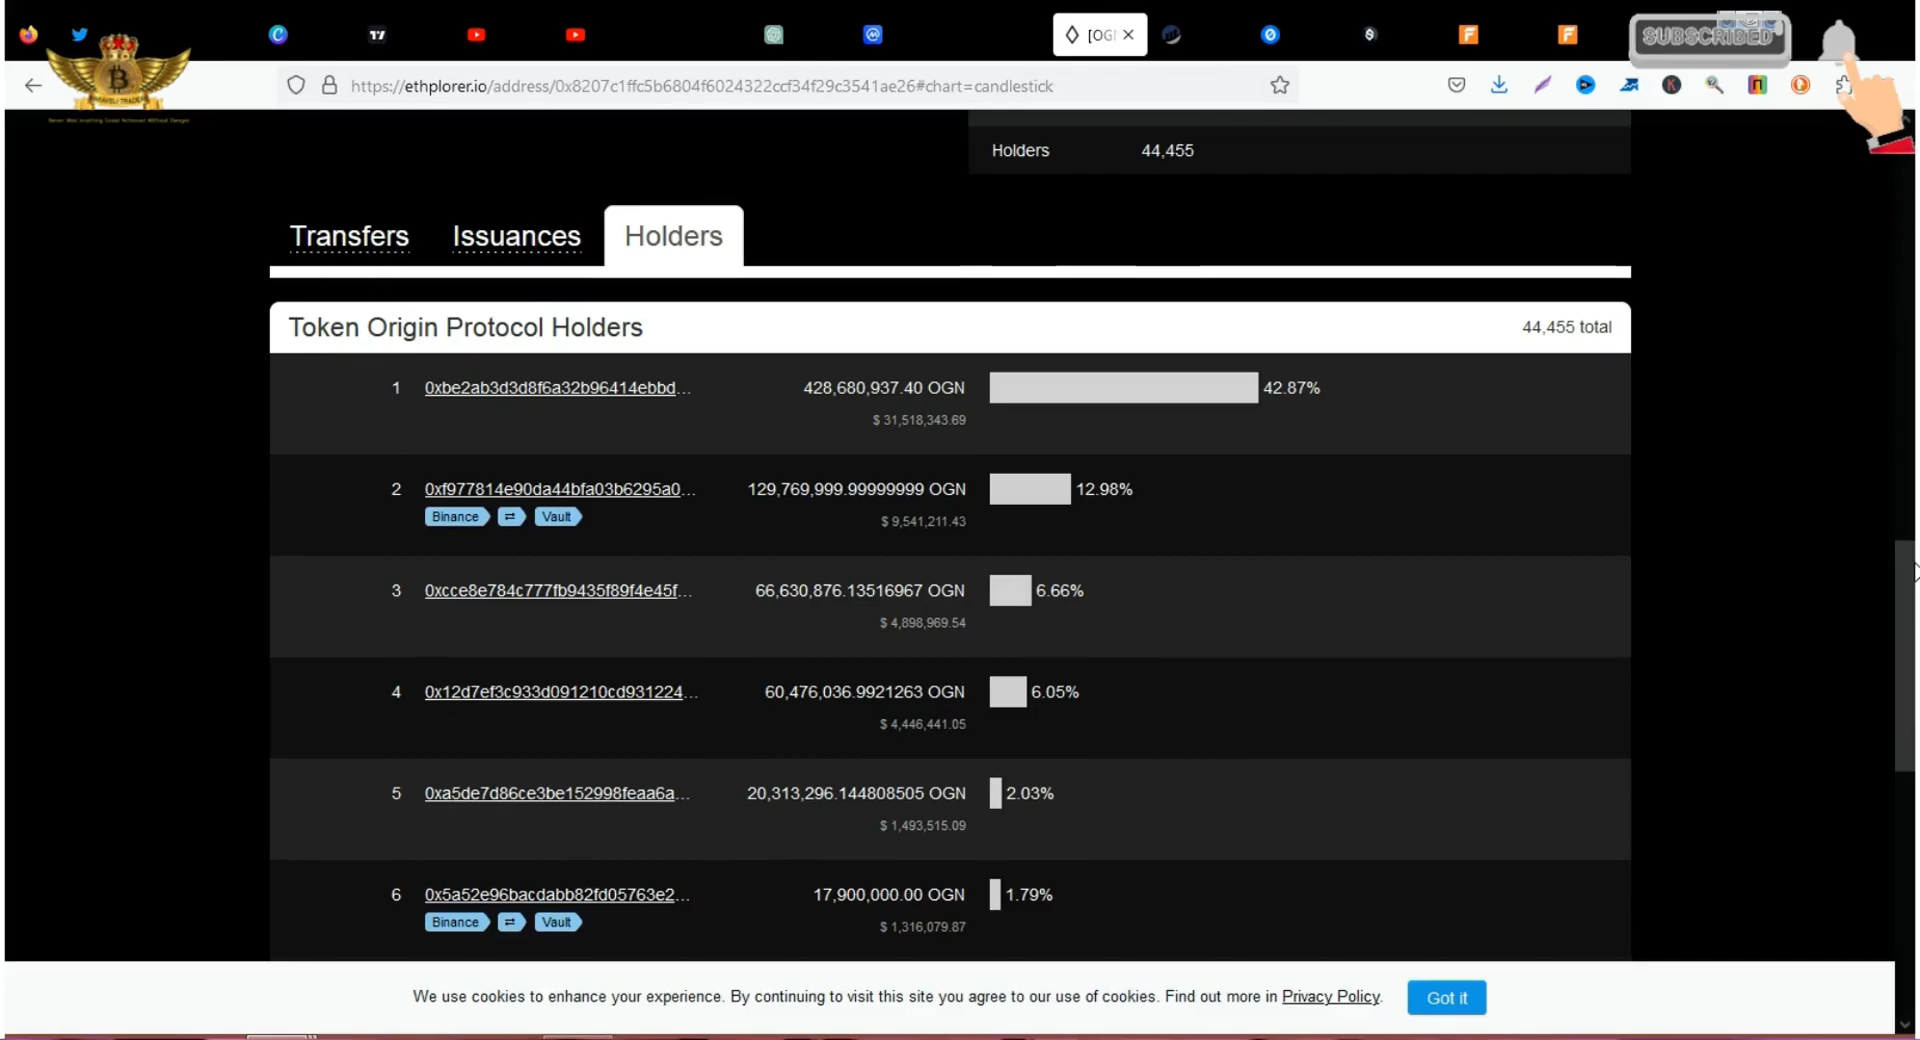 [OGN
SUBSCRIBED
https://ethplorer.io/address/0x8207c1ffc5b6804f6024322ccf34f29c3541ae26#chart=candlestick
Holders 44,455
Transfers Issuances Holders
Token Origin Protocol Holders 44,455 total
1 0xbe2ab3d3d8f6a32b96414ebbd... 428,680,937.40 OGN 42.87%
$ 31,518,343.69
2 0xf977814e90da44bfa03b6295a0... 129,769,999.99999999 OGN 12.98%
Binance ⇄ Vault
$ 9,541,211.43
3 0xcce8e784c777fb9435f89f4e45f... 66,630,876.13516967 OGN 6.66%
$ 4,898,969.54
4 0x12d7ef3c933d091210cd931224... 60,476,036.9921263 OGN 6.05%
$ 4,446,441.05
5 0xa5de7d86ce3be152998feaa6a... 20,313,296.144808505 OGN 2.03%
$ 1,493,515.09
6 0x5a52e96bacdabb82fd05763e2... 17,900,000.00 OGN 1.79%
Binance ⇄ Vault
$ 1,316,079.87
We use cookies to enhance your experience. By continuing to visit this site you agree to our use of cookies. Find out more in Privacy Policy.
Got it